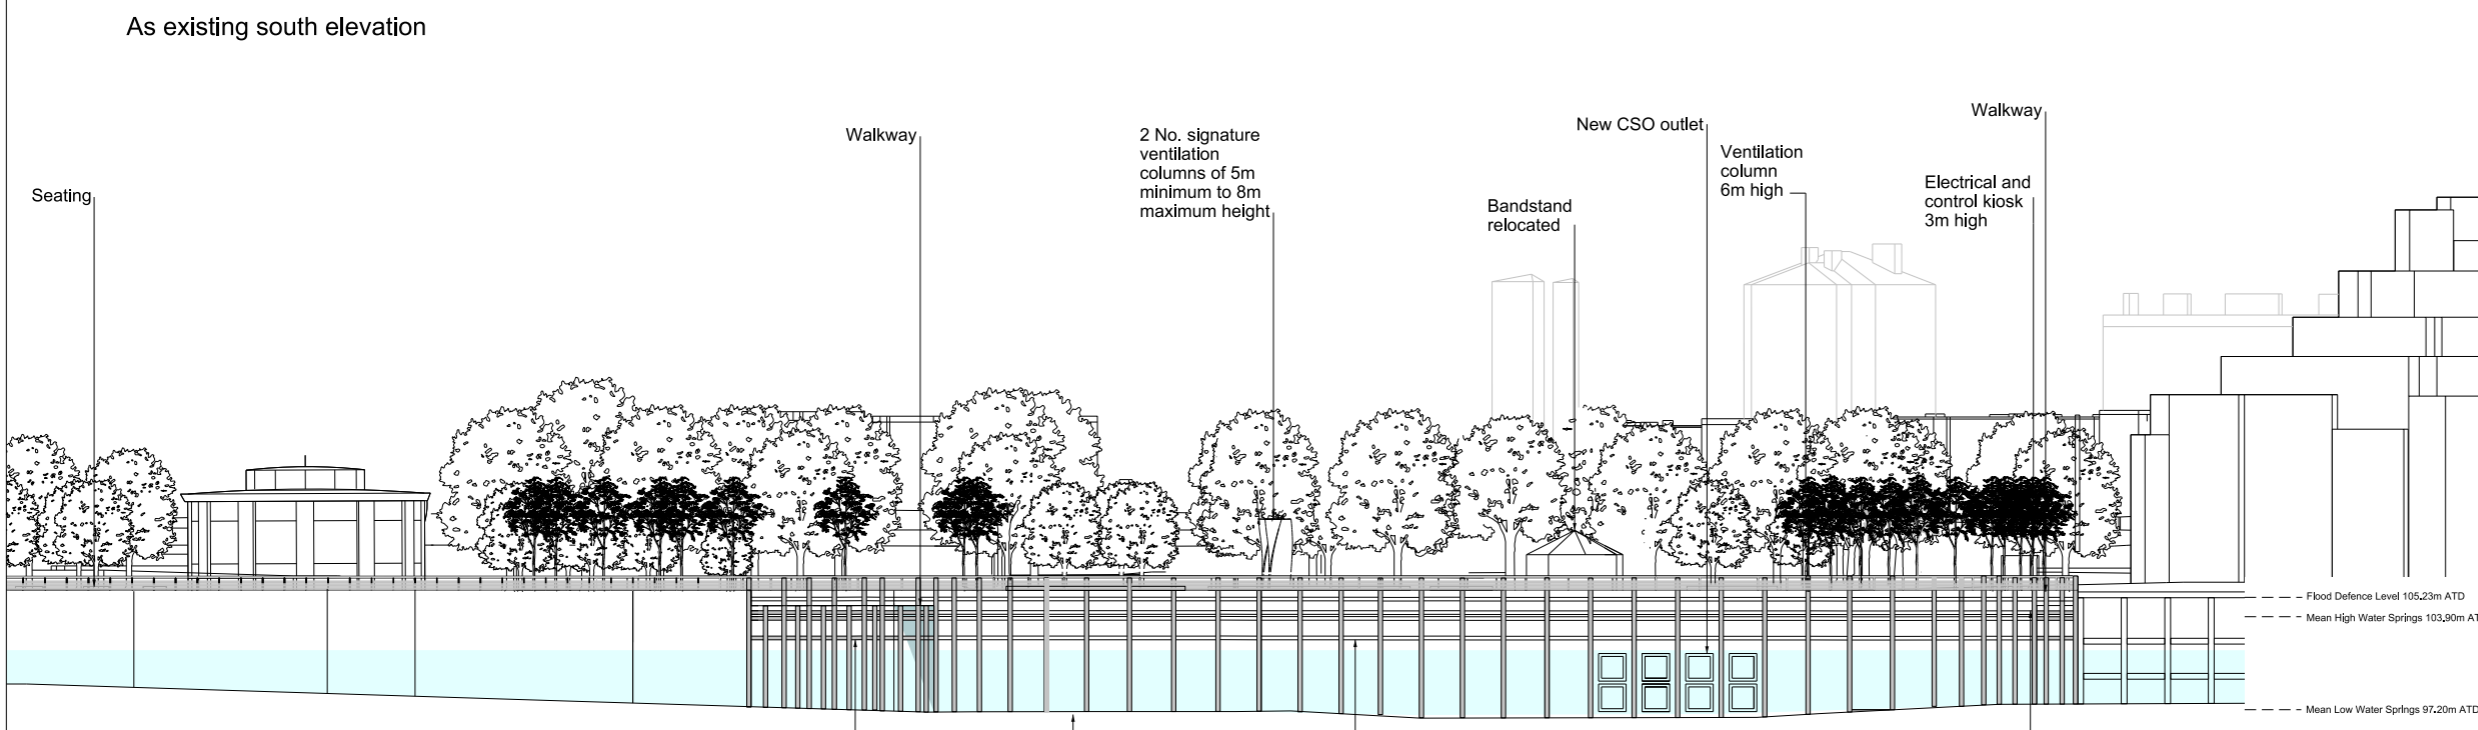 As existing south elevation
Seating
Walkway
2 No. signature
ventilation
columns of 5m
minimum to 8m
maximum height
Bandstand
relocated
New CSO outlet
Ventilation
column
6m high
Electrical and
control kiosk
3m high
Walkway
Flood Defence Level 105.23m ATD
Mean High Water Springs 103.90m AT
Mean Low Water Springs 97.20m ATD